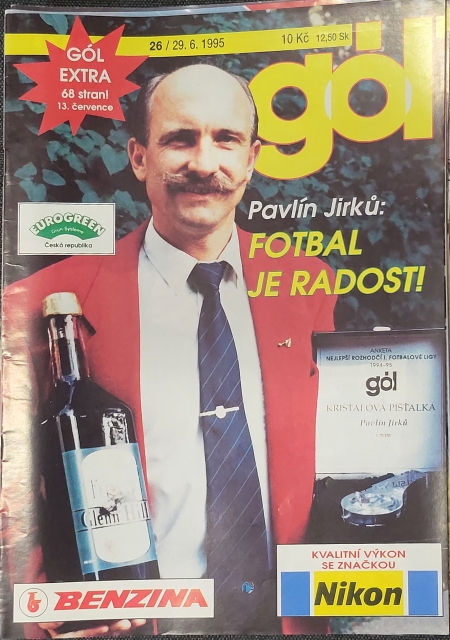 26 / 29. 6. 1995
10 Kč 12,50 Sk
gól
GÓL
EXTRA
68 stran!
13. července
EUROGREEN
Česká republika
Pavlín Jirků:
FOTBAL
JE RADOST!
ANKETA
NEJLEPŠÍ ROZHODČÍ I. FOTBALOVÉ LIGY
1994-95
gól
KŘIŠŤÁLOVÁ PÍŠŤALKA
Pavlín Jirků
Glenn Hall
BENZINA
KVALITNÍ VÝKON
SE ZNAČKOU
Nikon